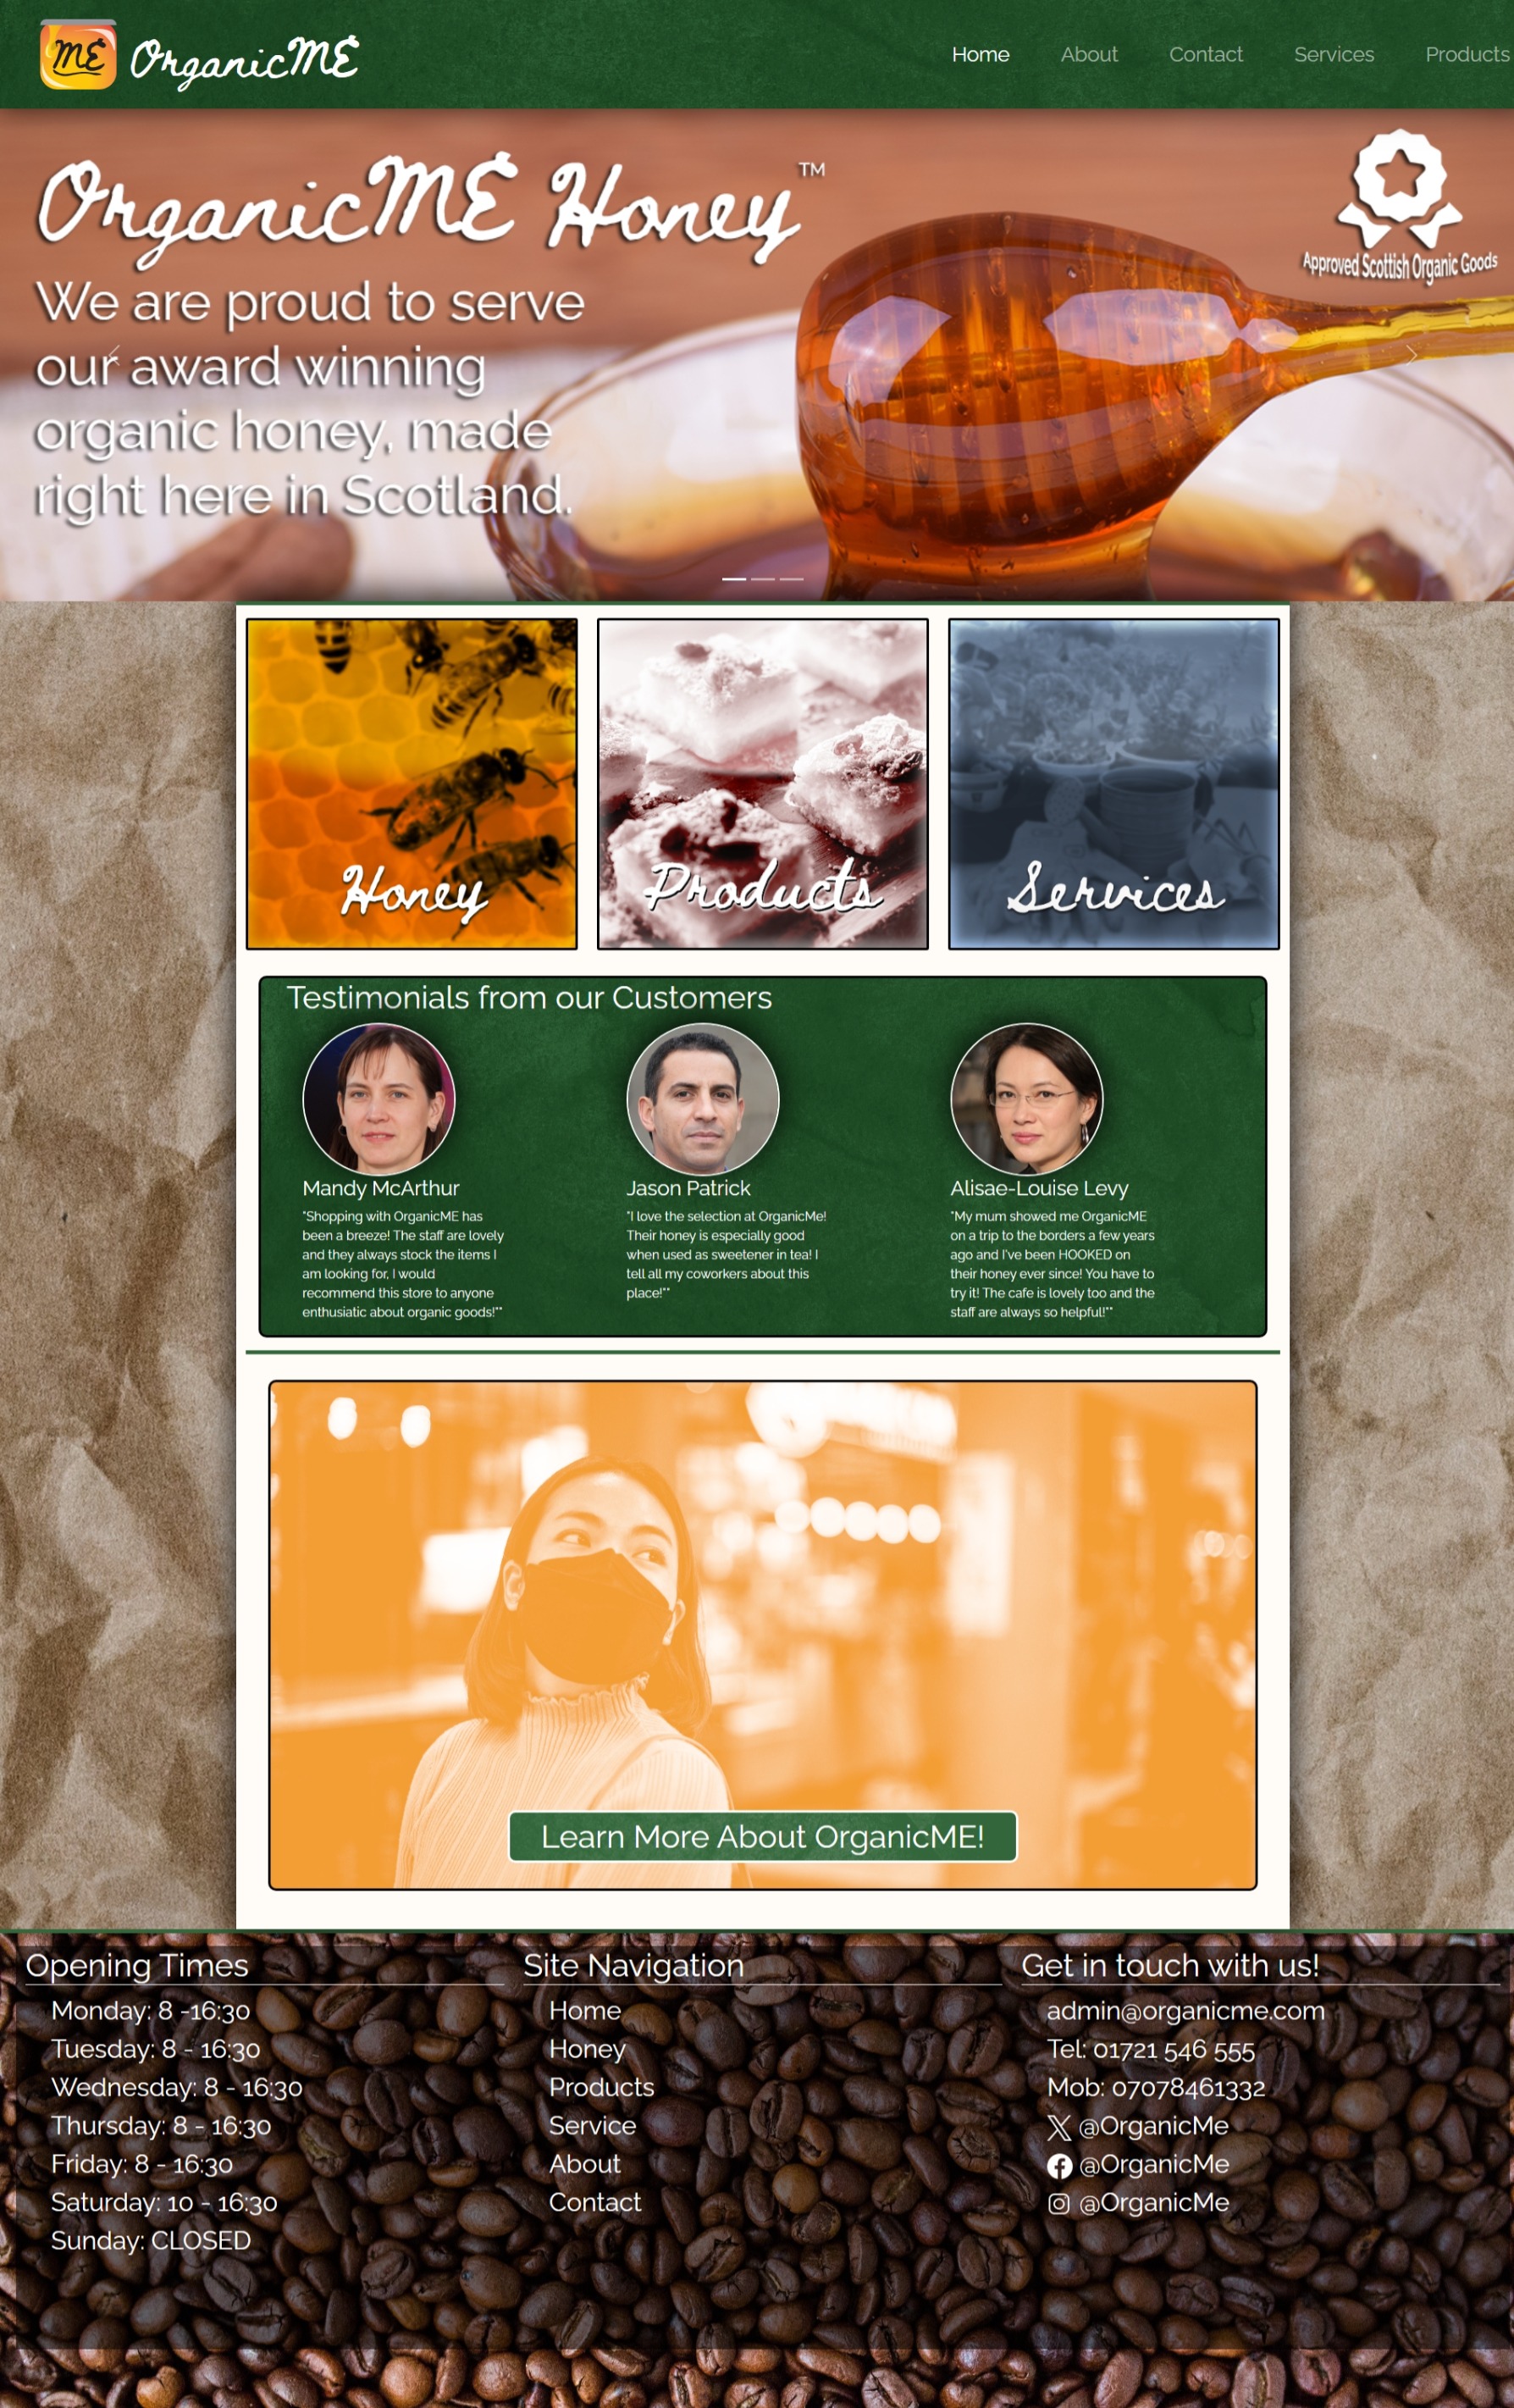 ME OrganicME
Home About Contact Services Products
OrganicME Honey™
Approved Scottish Organic Goods
We are proud to serve
our award winning
organic honey, made
right here in Scotland.
Honey
Products
Services
Testimonials from our Customers
Mandy McArthur
"Shopping with OrganicME has
been a breeze! The staff are lovely
and they always stock the items I
am looking for, I would
recommend this store to anyone
enthusiatic about organic goods!""
Jason Patrick
"I love the selection at OrganicMe!
Their honey is especially good
when used as sweetener in tea! I
tell all my coworkers about this
place!""
Alisae-Louise Levy
"My mum showed me OrganicME
on a trip to the borders a few years
ago and I've been HOOKED on
their honey ever since! You have to
try it! The cafe is lovely too and the
staff are always so helpful!""
Learn More About OrganicME!
Opening Times
Monday: 8 -16:30
Tuesday: 8 - 16:30
Wednesday: 8 - 16:30
Thursday: 8 - 16:30
Friday: 8 - 16:30
Saturday: 10 - 16:30
Sunday: CLOSED
Site Navigation
Home
Honey
Products
Service
About
Contact
Get in touch with us!
admin@organicme.com
Tel: 01721 546 555
Mob: 07078461332
@OrganicMe
@OrganicMe
@OrganicMe